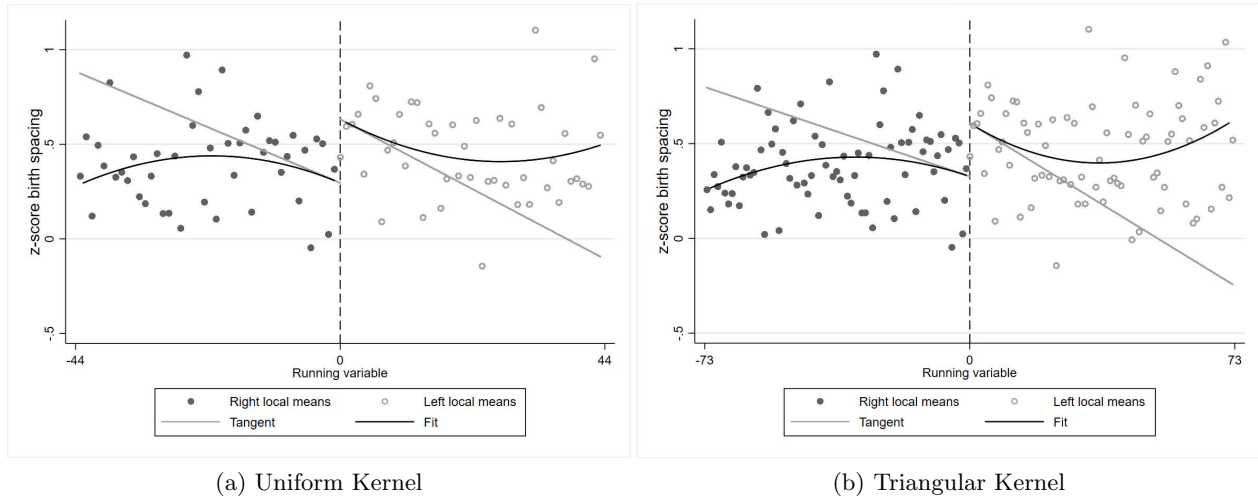 1
.5
0
-.5
z-score birth spacing
-44
0
44
Running variable
Right local means
Left local means
Tangent
Fit
(a) Uniform Kernel
1
.5
0
-.5
z-score birth spacing
-73
0
73
Running variable
Right local means
Left local means
Tangent
Fit
(b) Triangular Kernel